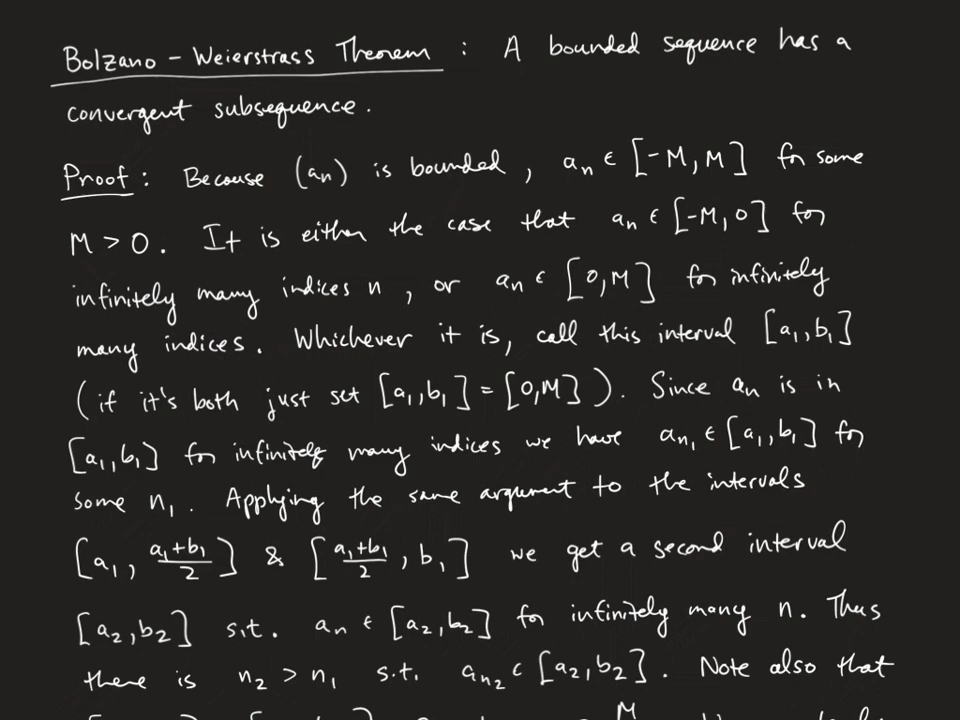 Bolzano - Weierstrass Theorem : A bounded sequence has a
convergent subsequence.
Proof : Because (aₙ) is bounded , aₙ ∈ [-M, M] for some
M > 0. It is either the case that aₙ ∈ [-M, 0] for
infinitely many indices n , or aₙ ∈ [0, M] for infinitely
many indices. Whichever it is, call this interval [a₁, b₁]
(if it's both just set [a₁, b₁] = [0, M]). Since aₙ is in
[a₁, b₁] for infinitely many indices we have aₙ₁ ∈ [a₁, b₁] for
some n₁. Applying the same argument to the intervals
[a₁, (a₁+b₁)/2] & [(a₁+b₁)/2, b₁] we get a second interval
[a₂, b₂] s.t. aₙ ∈ [a₂, b₂] for infinitely many n. Thus
there is n₂ > n₁ s.t. aₙ₂ ∈ [a₂, b₂]. Note also that
M